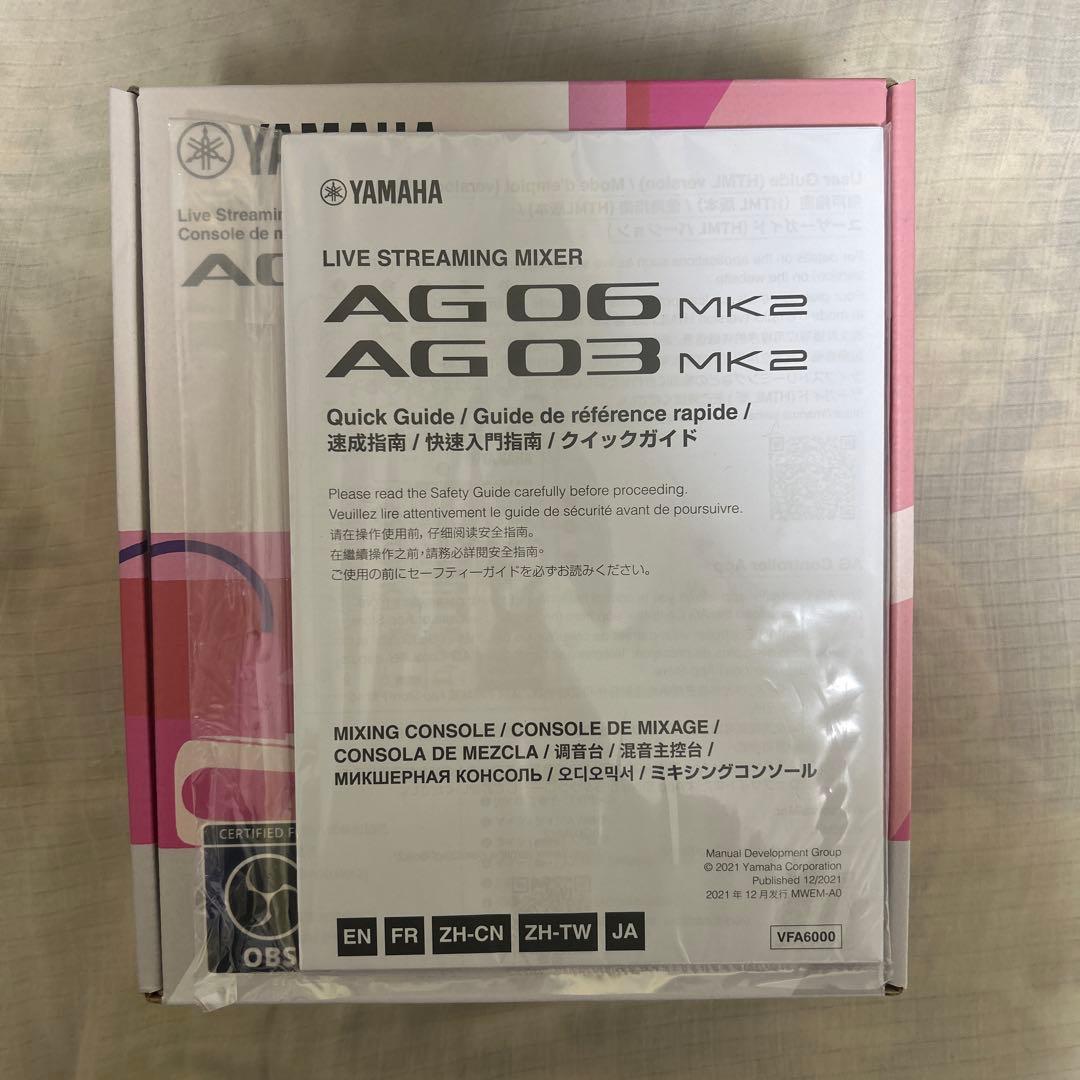 YAMAHA
Live Streamin
Console de m
YAMAHA
LIVE STREAMING MIXER
AG06 MK2
AG03 MK2
Quick Guide / Guide de référence rapide /
速成指南 / 快速入門指南 / クイックガイド
Please read the Safety Guide carefully before proceeding.
Veuillez lire attentivement le guide de sécurité avant de poursuivre.
请在操作使用前,仔细阅读安全指南。
在繼續操作之前,請務必詳閱安全指南。
ご使用の前にセーフティーガイドを必ずお読みください。
MIXING CONSOLE / CONSOLE DE MIXAGE /
CONSOLA DE MEZCLA / 调音台 / 混音主控台 /
МИКШЕРНАЯ КОНСОЛЬ / 오디오믹서 / ミキシングコンソール
CERTIFIED F
OBS
Manual Development Group
© 2021 Yamaha Corporation
Published 12/2021
2021 年 12 月发行 MWEM-A0
EN FR ZH-CN ZH-TW JA
VFA6000